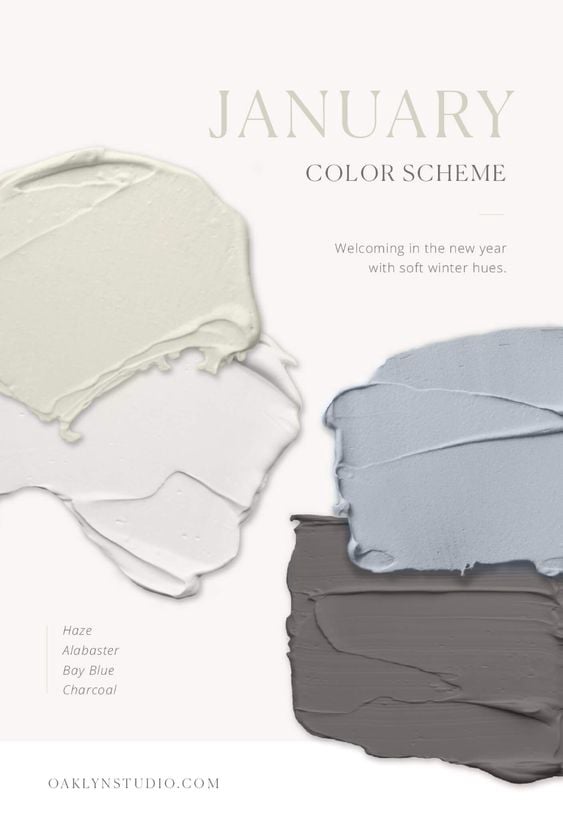 JANUARY
COLOR SCHEME
Welcoming in the new year
with soft winter hues.
Haze
Alabaster
Bay Blue
Charcoal
OAKLYNSTUDIO.COM